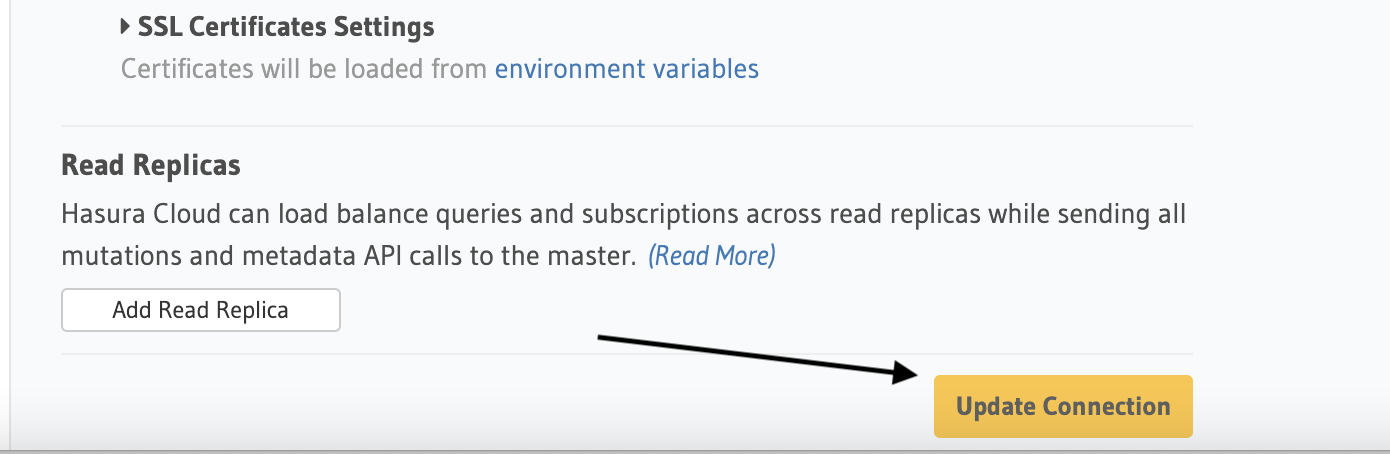 SSL Certificates Settings
Certificates will be loaded from environment variables
Read Replicas
Hasura Cloud can load balance queries and subscriptions across read replicas while sending all
mutations and metadata API calls to the master. (Read More)
Add Read Replica
Update Connection